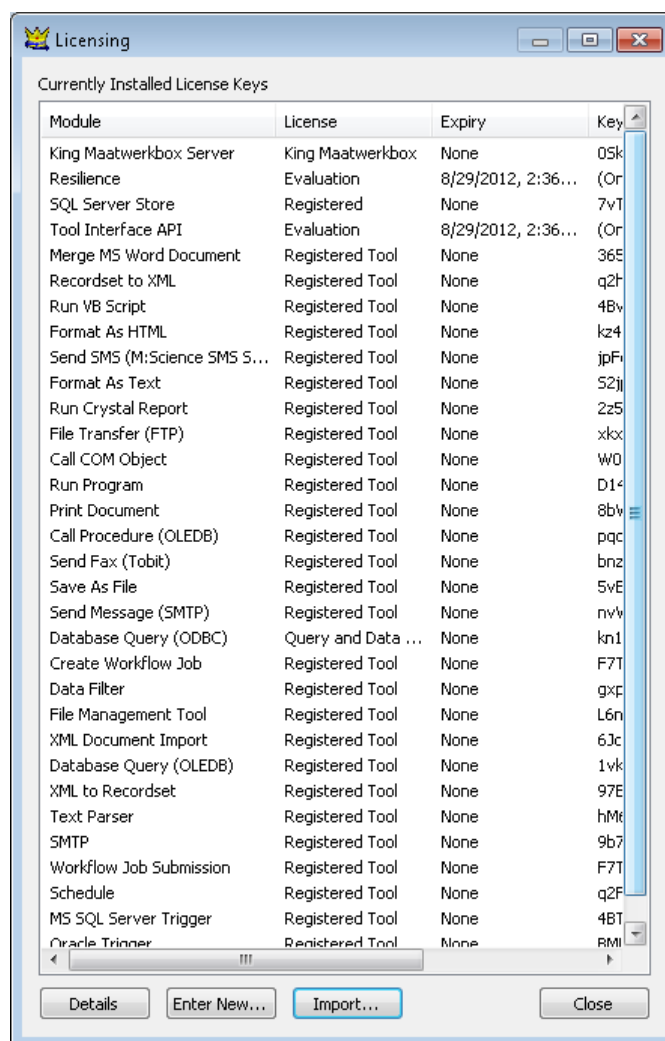 Licensing
Currently Installed License Keys
Module License Expiry Key
King Maatwerkbox Server King Maatwerkbox None 0Sk
Resilience Evaluation 8/29/2012, 2:36... (Or
SQL Server Store Registered None 7vT
Tool Interface API Evaluation 8/29/2012, 2:36... (Or
Merge MS Word Document Registered Tool None 365
Recordset to XML Registered Tool None
Run VB Script Registered Tool None 4Bv
Format As HTML Registered Tool None kz4
Send SMS (M:Science SMS S... Registered Tool None
Format As Text Registered Tool None
Run Crystal Report Registered Tool None 2z5
File Transfer (FTP) Registered Tool None xkx
Call COM Object Registered Tool None
Run Program Registered Tool None D14
Print Document Registered Tool None
Call Procedure (OLEDB) Registered Tool None
Send Fax (Tobit) Registered Tool None bnz
Save As File Registered Tool None 5vE
Send Message (SMTP) Registered Tool None
Database Query (ODBC) Query and Data ... None kn1
Create Workflow Job Registered Tool None F7T
Data Filter Registered Tool None gxp
File Management Tool Registered Tool None L6n
XML Document Import Registered Tool None 6Jc
Database Query (OLEDB) Registered Tool None 1vk
XML to Recordset Registered Tool None 97E
Text Parser Registered Tool None
SMTP Registered Tool None 9b7
Workflow Job Submission Registered Tool None F7T
Schedule Registered Tool None q2F
MS SQL Server Trigger Registered Tool None 4BT
Oracle Trigger Registered Tool None
Details Enter New... Import... Close